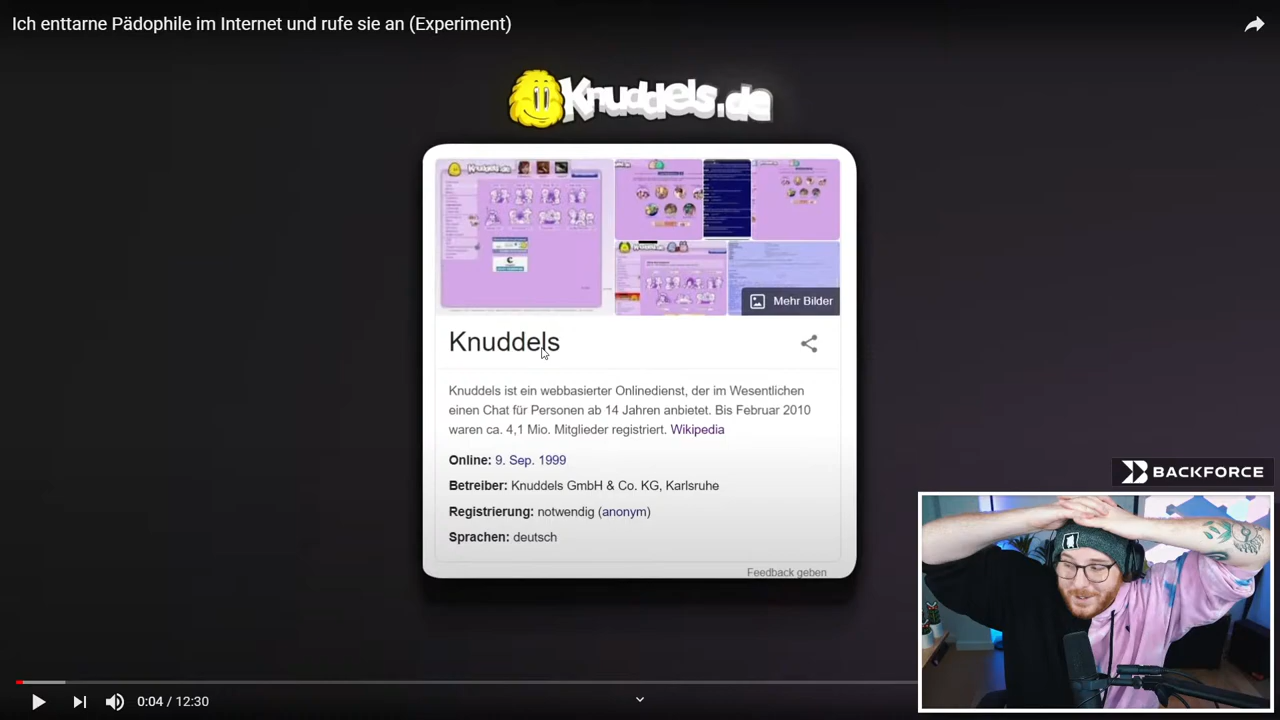 Ich enttarne Pädophile im Internet und rufe sie an (Experiment)
Knuddels.de
Mehr Bilder
Knuddels
Knuddels ist ein webbasierter Onlinedienst, der im Wesentlichen
einen Chat für Personen ab 14 Jahren anbietet. Bis Februar 2010
waren ca. 4,1 Mio. Mitglieder registriert. Wikipedia
Online: 9. Sep. 1999
Betreiber: Knuddels GmbH & Co. KG, Karlsruhe
Registrierung: notwendig (anonym)
Sprachen: deutsch
Feedback geben
BACKFORCE
0:04 / 12:30